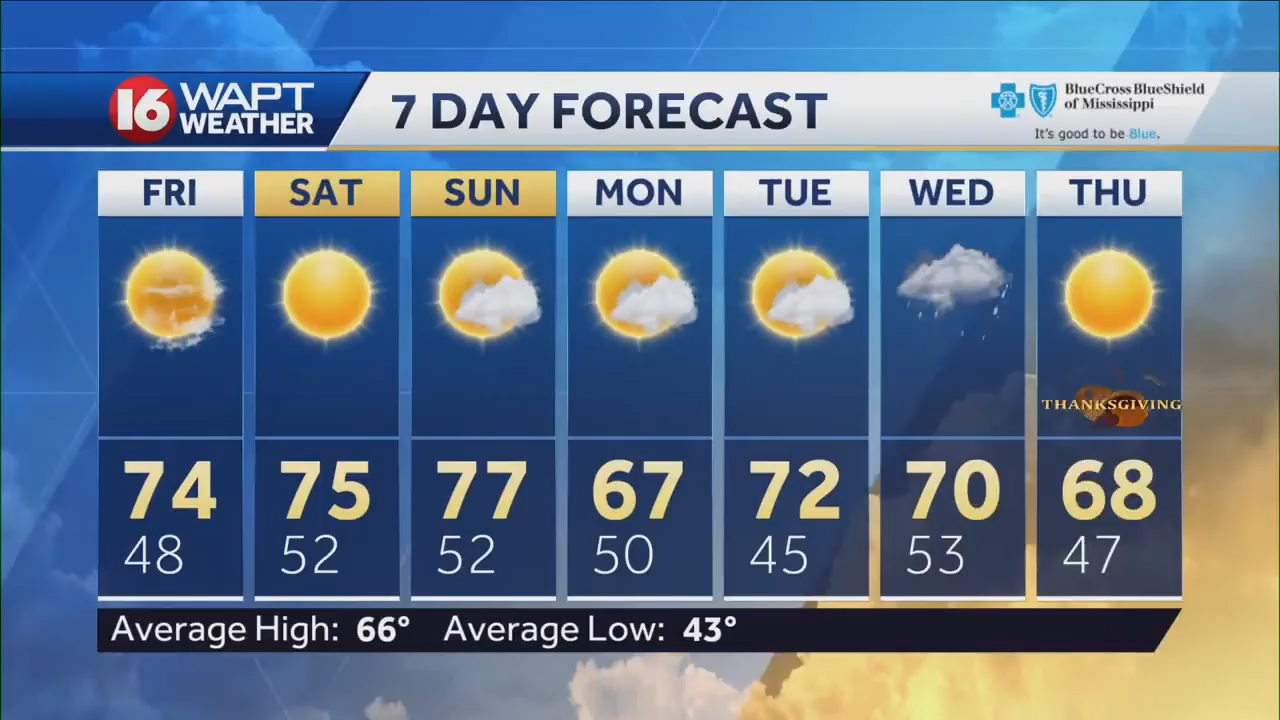 16 WAPT WEATHER
7 DAY FORECAST
BlueCross BlueShield
of Mississippi
It's good to be Blue.
FRI SAT SUN MON TUE WED THU
THANKSGIVING
74 75 77 67 72 70 68
48 52 52 50 45 53 47
Average High: 66° Average Low: 43°